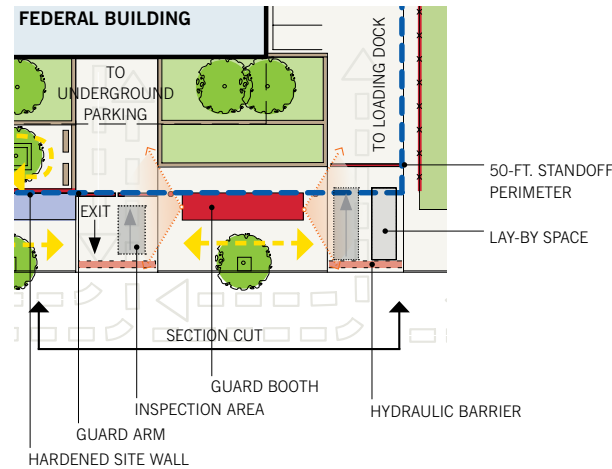 FEDERAL BUILDING
TO
UNDERGROUND
PARKING
TO LOADING DOCK
50-FT. STANDOFF
PERIMETER
EXIT
LAY-BY SPACE
SECTION CUT
GUARD BOOTH
INSPECTION AREA
HYDRAULIC BARRIER
GUARD ARM
HARDENED SITE WALL